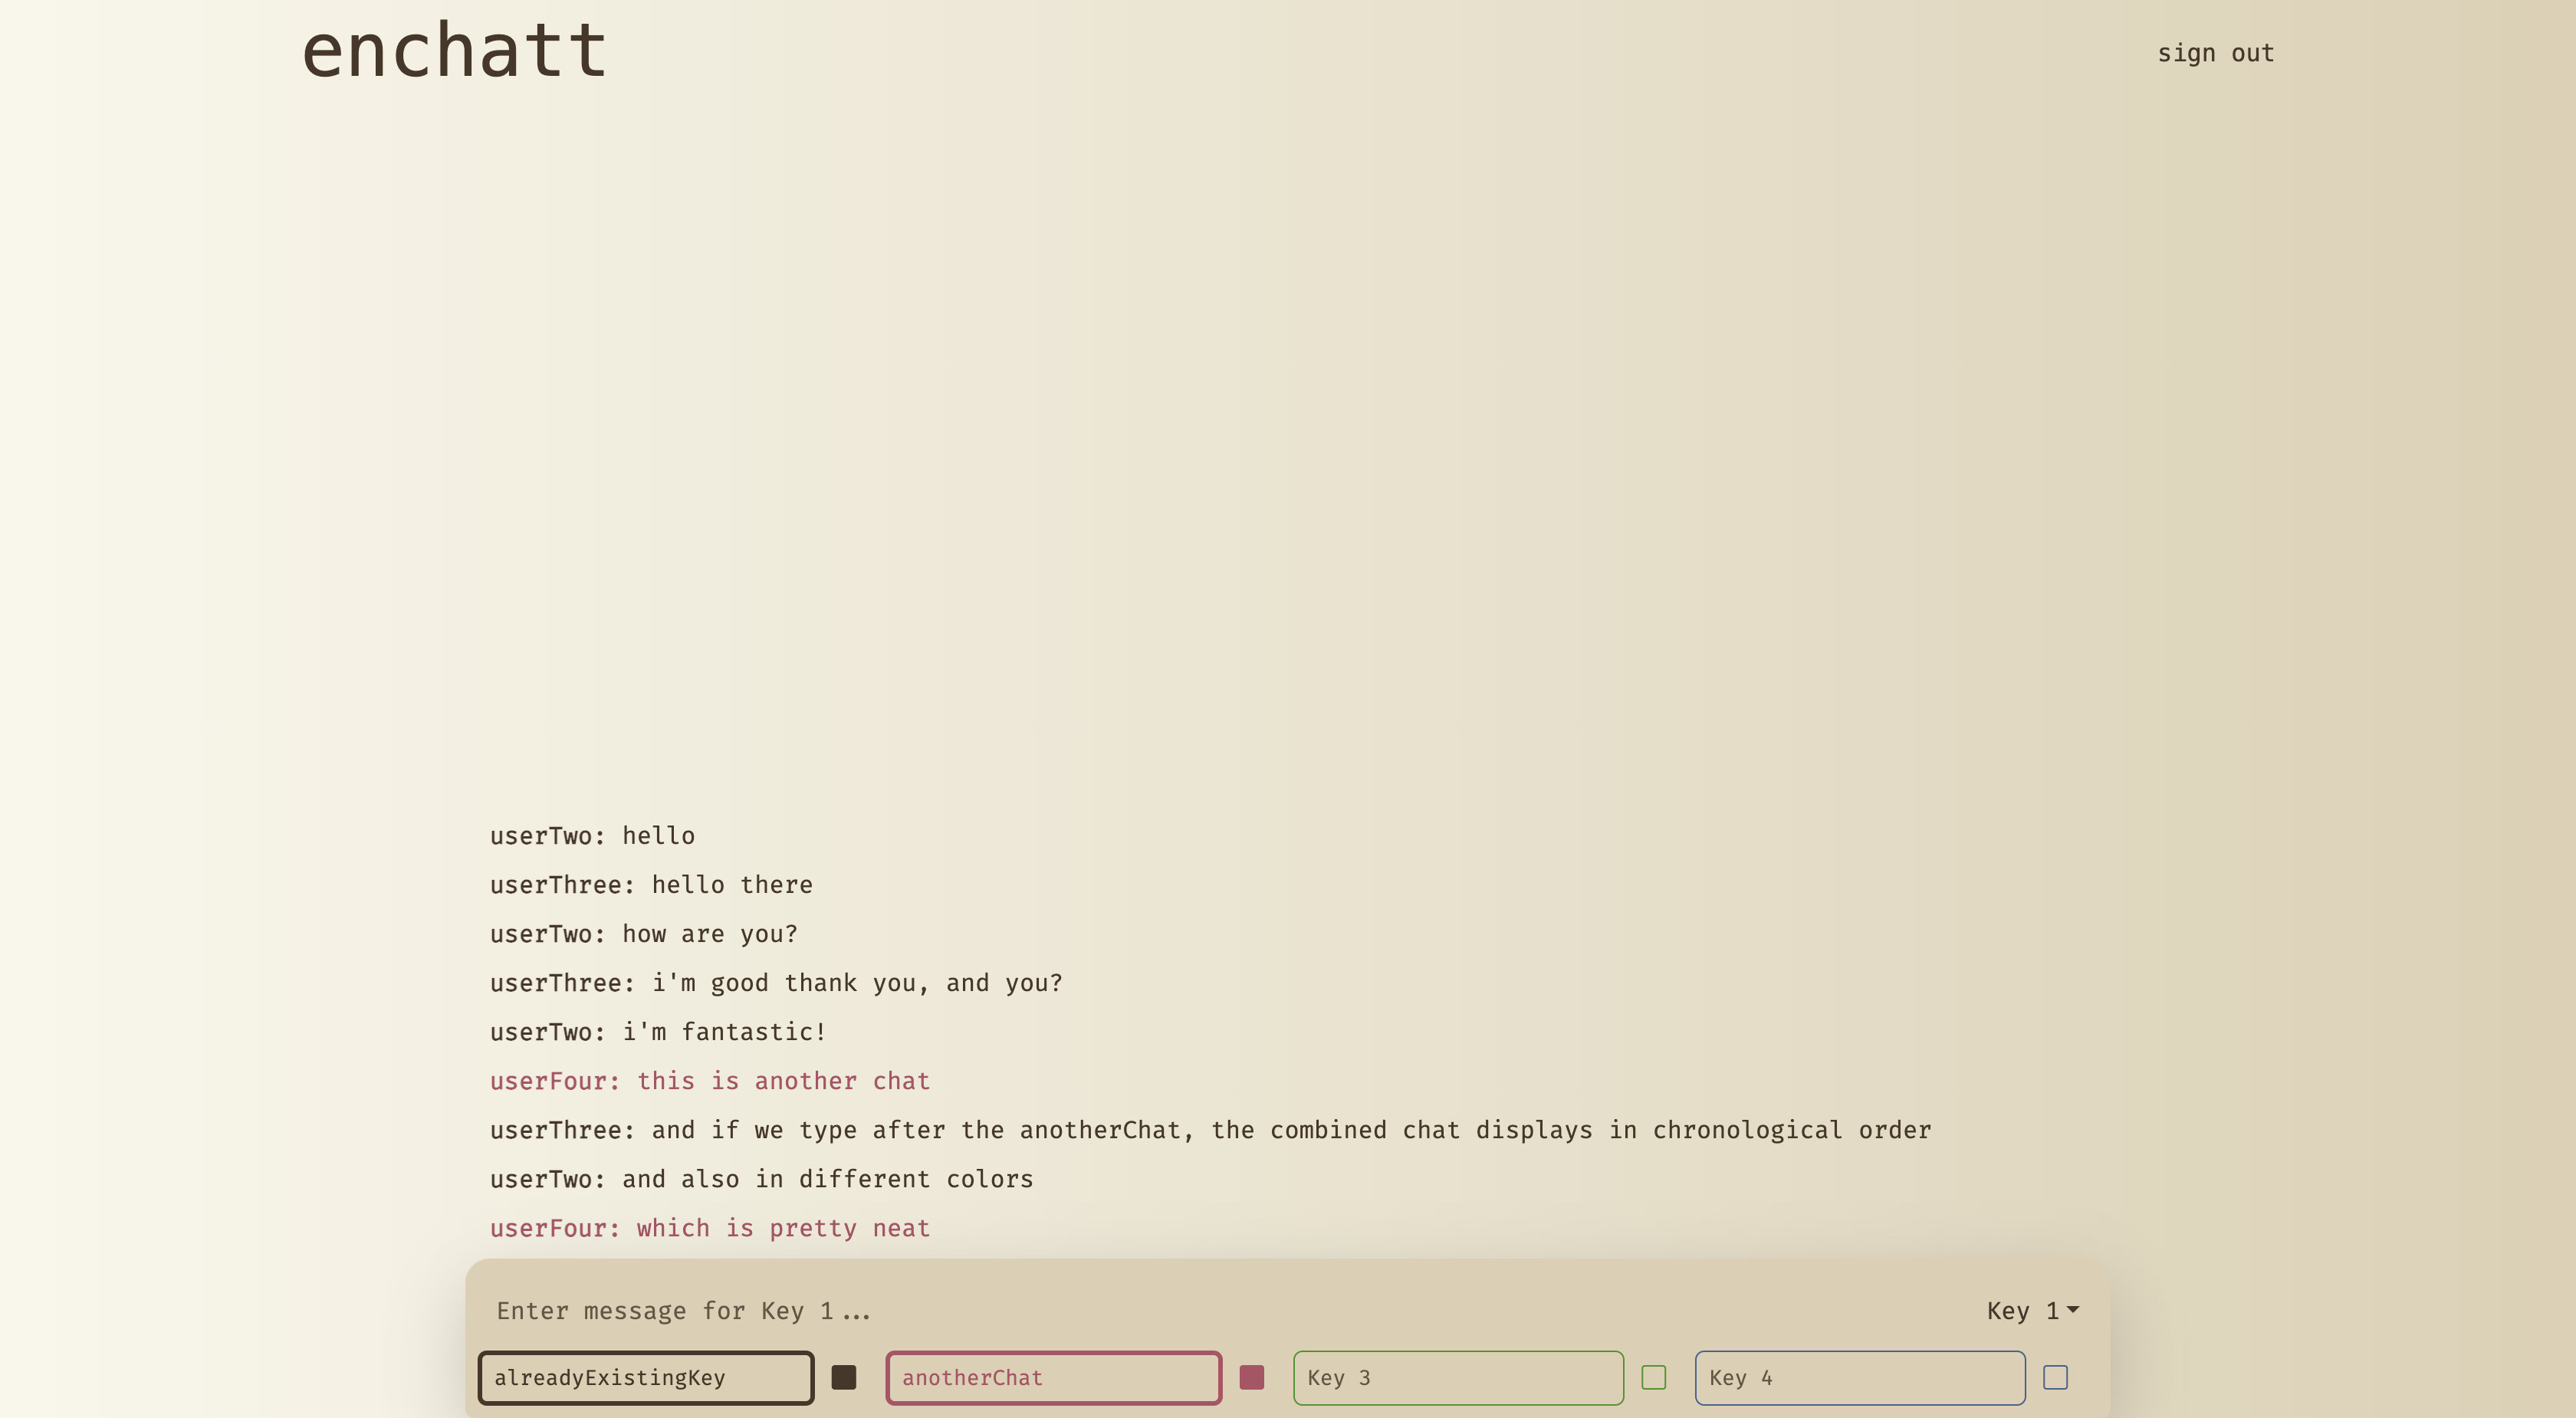 enchatt
sign out
userTwo: hello
userThree: hello there
userTwo: how are you?
userThree: i'm good thank you, and you?
userTwo: i'm fantastic!
userFour: this is another chat
userThree: and if we type after the anotherChat, the combined chat displays in chronological order
userTwo: and also in different colors
userFour: which is pretty neat
Enter message for Key 1... Key 1
alreadyExistingKey anotherChat Key 3 Key 4